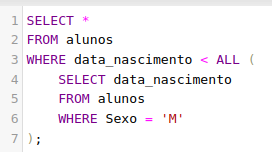 1 SELECT *
2 FROM alunos
3 WHERE data_nascimento < ALL (
4     SELECT data_nascimento
5     FROM alunos
6     WHERE Sexo = 'M'
7 );